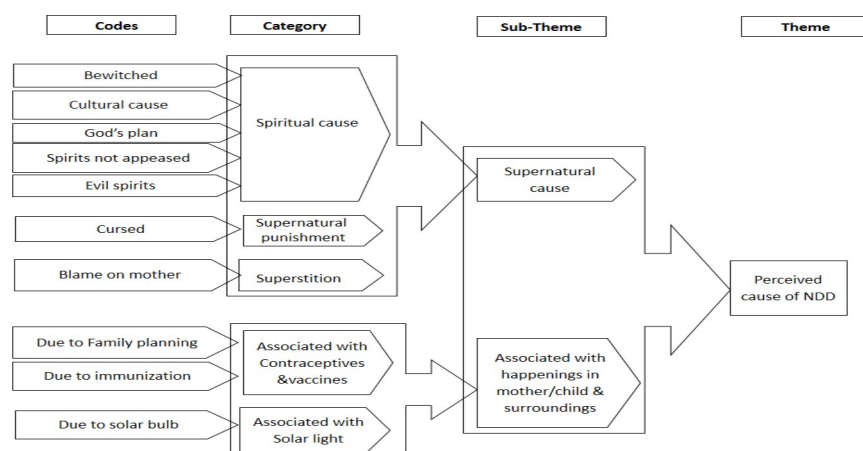 Codes
Category
Sub-Theme
Theme
Bewitched
Cultural cause
God's plan
Spirits not appeased
Evil spirits
Cursed
Blame on mother
Due to Family planning
Due to immunization
Due to solar bulb
Spiritual cause
Supernatural
punishment
Superstition
Associated with
Contraceptives
&vaccines
Associated with
Solar light
Supernatural
cause
Associated with
happenings in
mother/child &
surroundings
Perceived
cause of NDD